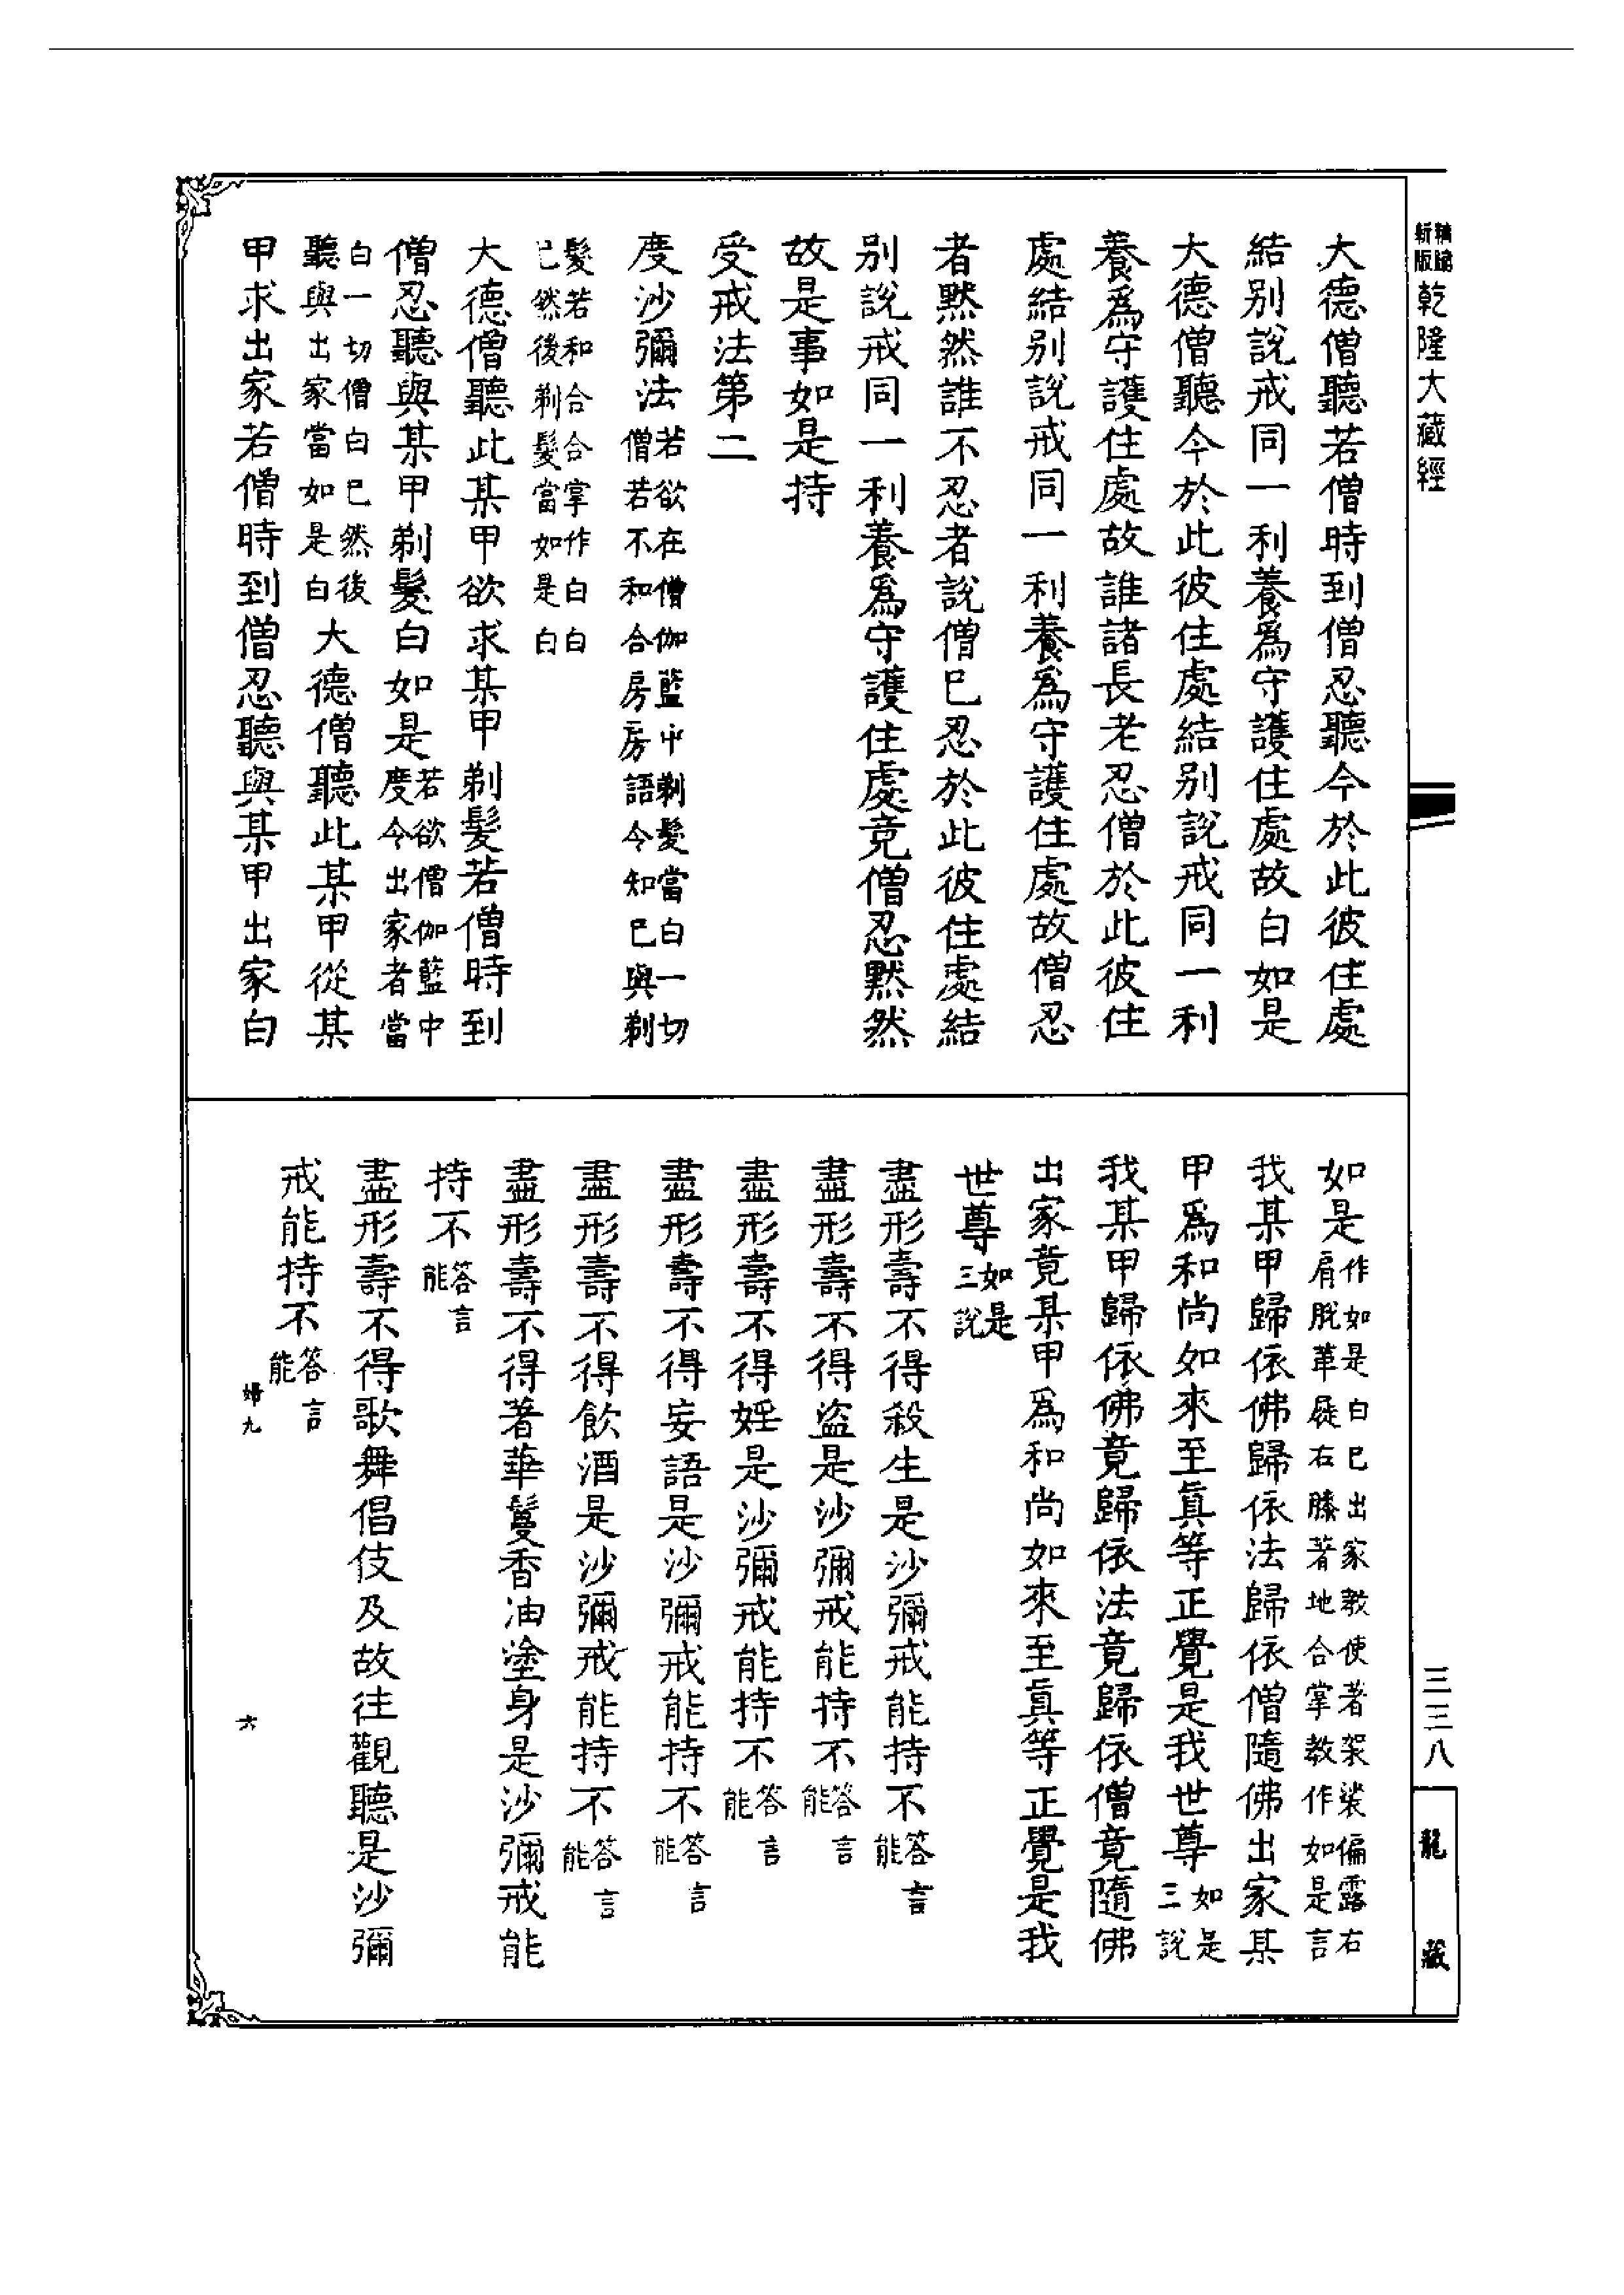 精縮新版乾隆大藏經
大德僧聽若僧時到僧忍聽今於此彼住處
結别說戒同一利養爲守護住處故白如是
大德僧聽今於此彼住處結别說戒同一利
養爲守護住處故誰諸長老忍僧於此彼住
處結别說戒同一利養爲守護住處故僧忍
者黙然誰不忍者說僧巳忍於此彼住處結
别說戒同一利養爲守護住處竟僧忍黙然
故是事如是持
受戒法第二
度沙彌法若欲在僧伽藍中剃髮當白一切僧若不和合房房語令知巳與剃
髮若和合合掌作白白巳然後剃髮當如是白
大德僧聽此某甲欲求某甲剃髮若僧時到
僧忍聽與某甲剃髮白如是若欲僧伽藍中度令出家者當
白一切僧白巳然後聽與出家當如是白大德僧聽此某甲從某
甲求出家若僧時到僧忍聽與某甲出家白
如是作如是白巳出家教使著袈裟偏露右肩脫革屣右膝著地合掌教作如是言
我某甲歸依佛歸依法歸依僧隨佛出家某
甲爲和尚如來至眞等正覺是我世尊如是三說
我某甲歸依佛竟歸依法竟歸依僧竟隨佛
出家竟某甲爲和尚如來至眞等正覺是我
世尊如是三說
盡形壽不得殺生是沙彌戒能持不答言能
盡形壽不得盜是沙彌戒能持不答言能
盡形壽不得婬是沙彌戒能持不答言能
盡形壽不得妄語是沙彌戒能持不答言能
盡形壽不得飲酒是沙彌戒能持不答言能
盡形壽不得著華鬘香油塗身是沙彌戒能
持不答言能
盡形壽不得歌舞倡伎及故往觀聽是沙彌
戒能持不答言能
婦九 六
三三八
龍藏